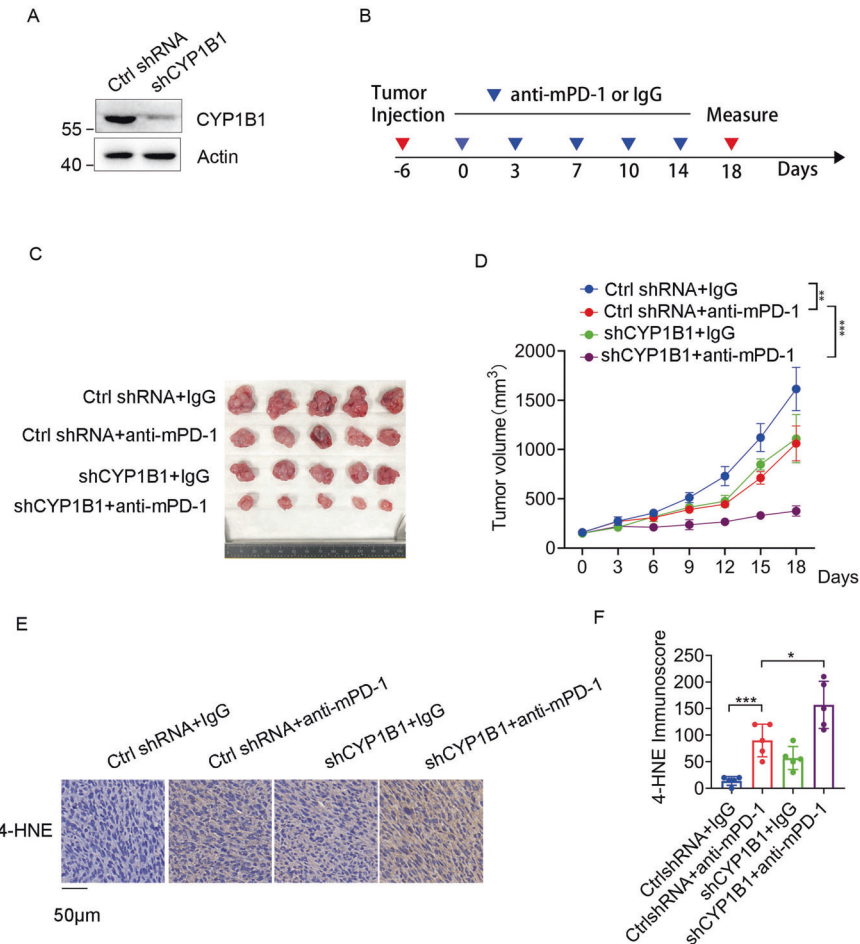 A
Ctrl shRNA
shCYP1B1
55
CYP1B1
40
Actin
B
Tumor
Injection
anti-mPD-1 or IgG
Measure
-6 0 3 7 10 14 18 Days
C
Ctrl shRNA+IgG
Ctrl shRNA+anti-mPD-1
shCYP1B1+IgG
shCYP1B1+anti-mPD-1
D
Ctrl shRNA+IgG
Ctrl shRNA+anti-mPD-1
shCYP1B1+IgG
shCYP1B1+anti-mPD-1
**
***
Tumor volume(mm³)
2000
1500
1000
500
0
0 3 6 9 12 15 18 Days
E
Ctrl shRNA+IgG
Ctrl shRNA+anti-mPD-1
shCYP1B1+IgG
shCYP1B1+anti-mPD-1
4-HNE
50μm
F
4-HNE Immunoscore
250
200
150
100
50
0
***
*
CtrlshRNA+IgG
CtrlshRNA+anti-mPD-1
shCYP1B1+IgG
shCYP1B1+anti-mPD-1